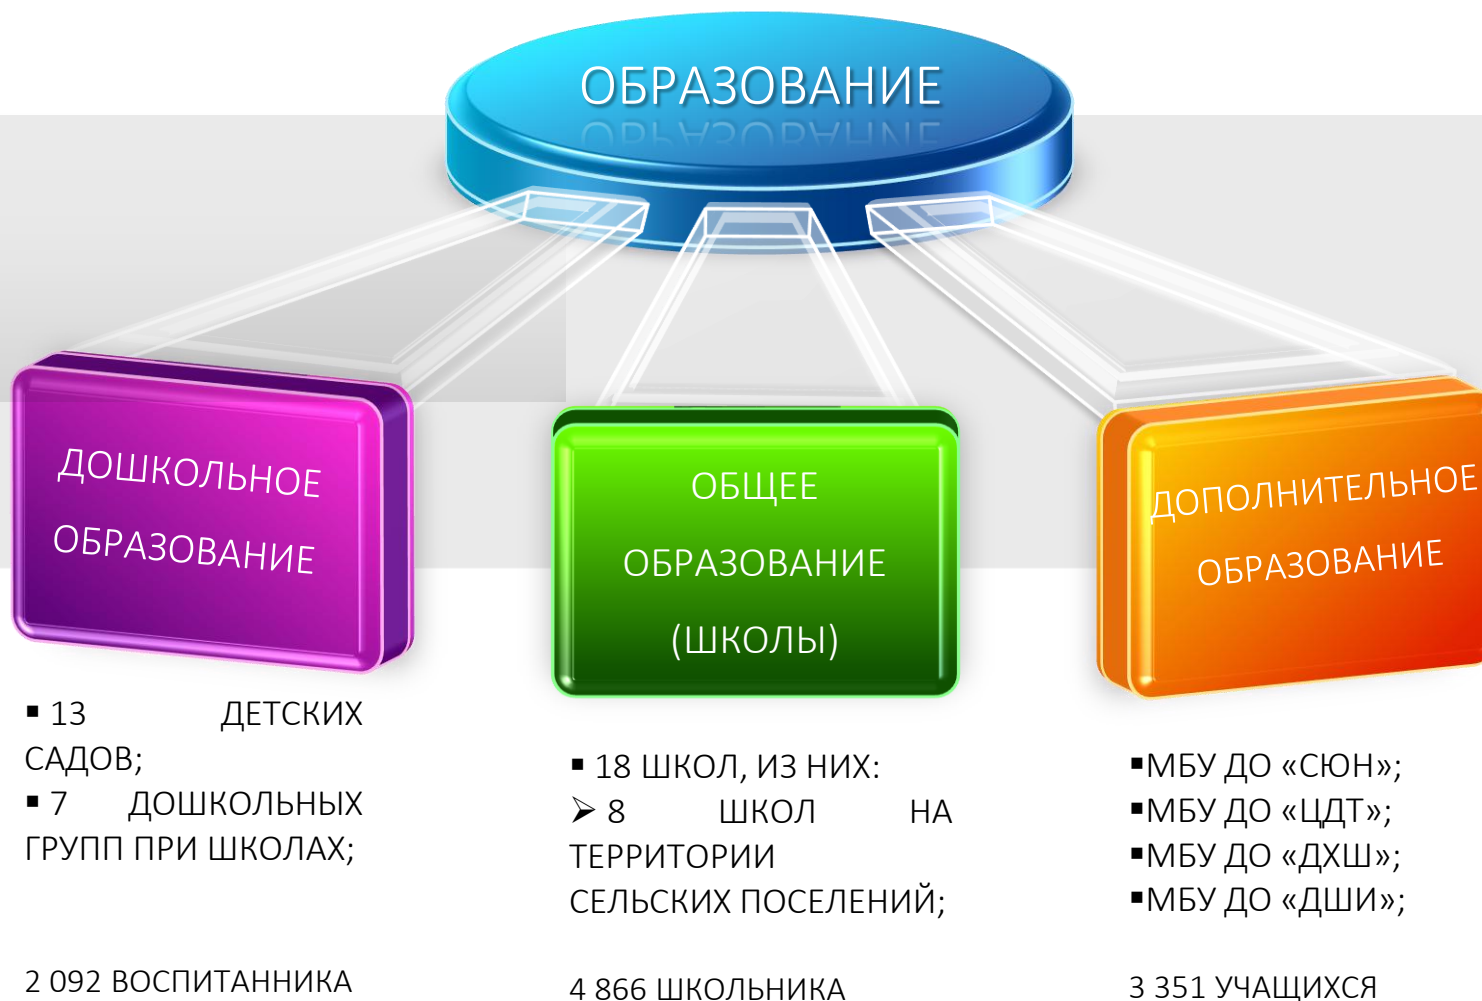 ОБРАЗОВАНИЕ
ДОШКОЛЬНОЕ
ОБРАЗОВАНИЕ
ОБЩЕЕ
ОБРАЗОВАНИЕ
(ШКОЛЫ)
ДОПОЛНИТЕЛЬНОЕ
ОБРАЗОВАНИЕ
▪ 13 ДЕТСКИХ
САДОВ;
▪ 7 ДОШКОЛЬНЫХ
ГРУПП ПРИ ШКОЛАХ;
2 092 ВОСПИТАННИКА
▪ 18 ШКОЛ, ИЗ НИХ:
➢ 8 ШКОЛ НА
ТЕРРИТОРИИ
СЕЛЬСКИХ ПОСЕЛЕНИЙ;
4 866 ШКОЛЬНИКА
▪МБУ ДО «СЮН»;
▪МБУ ДО «ЦДТ»;
▪МБУ ДО «ДХШ»;
▪МБУ ДО «ДШИ»;
3 351 УЧАЩИХСЯ